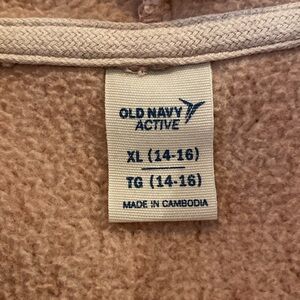 OLD NAVY
ACTIVE
XL (14-16)
TG (14-16)
MADE IN CAMBODIA